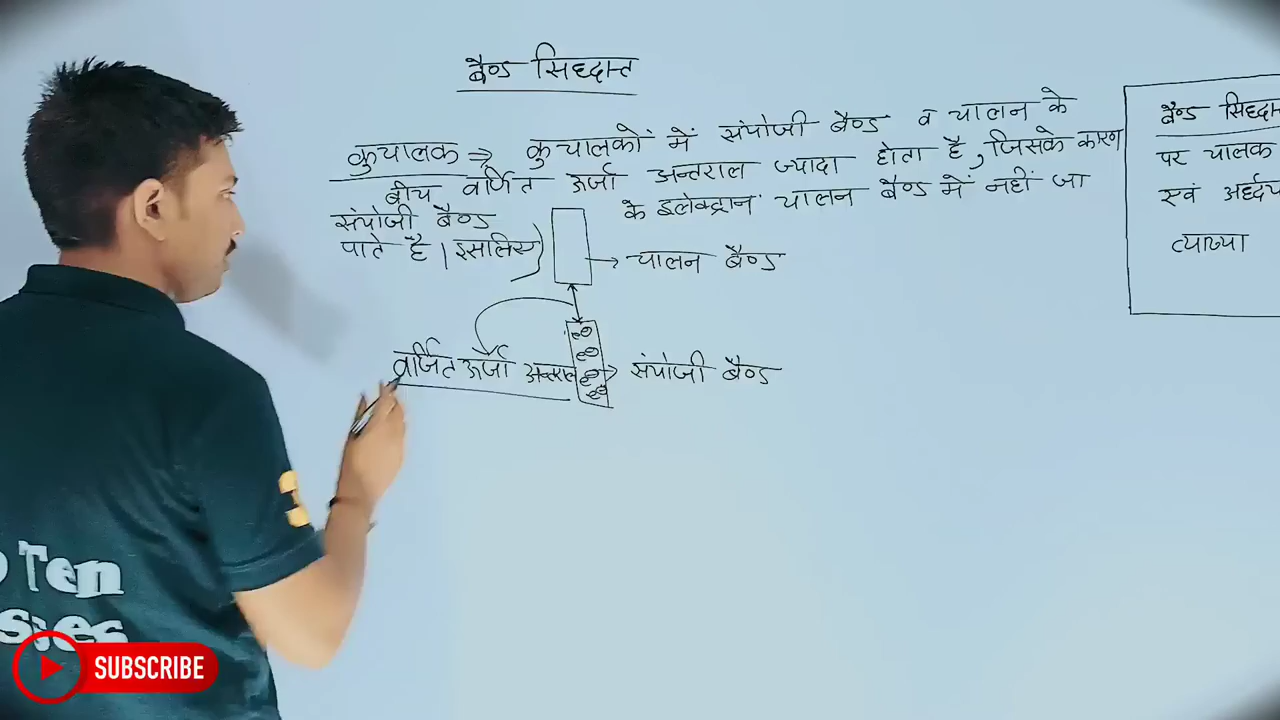 बैण्ड सिध्दान्त
कुचालक ⇒ कुचालकों में संयोजी बैण्ड व चालन के
बीच वर्जित ऊर्जा अन्तराल ज्यादा होता है, जिसके कारण
संयोजी बैण्ड के इलेक्ट्रान चालन बैण्ड में नहीं जा
पाते है। इसलिए
→ चालन बैण्ड
वर्जित ऊर्जा अन्तराल
→ संयोजी बैण्ड
बैण्ड सिध्दान्त
पर चालक
एवं अर्ध्दच
व्याख्या
Ten
SUBSCRIBE